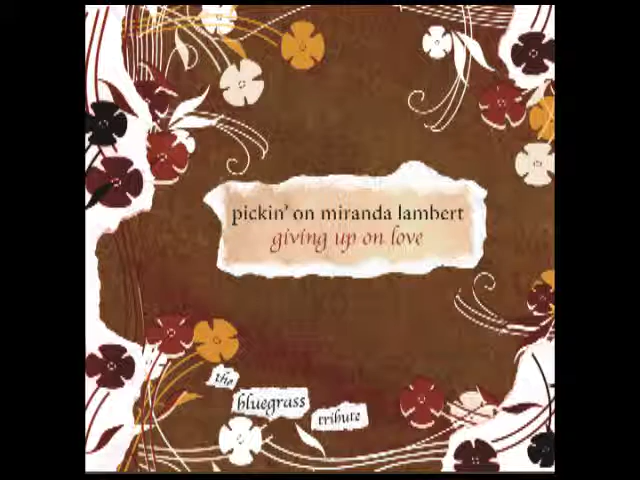 pickin' on miranda lambert
giving up on love
the
bluegrass
tribute